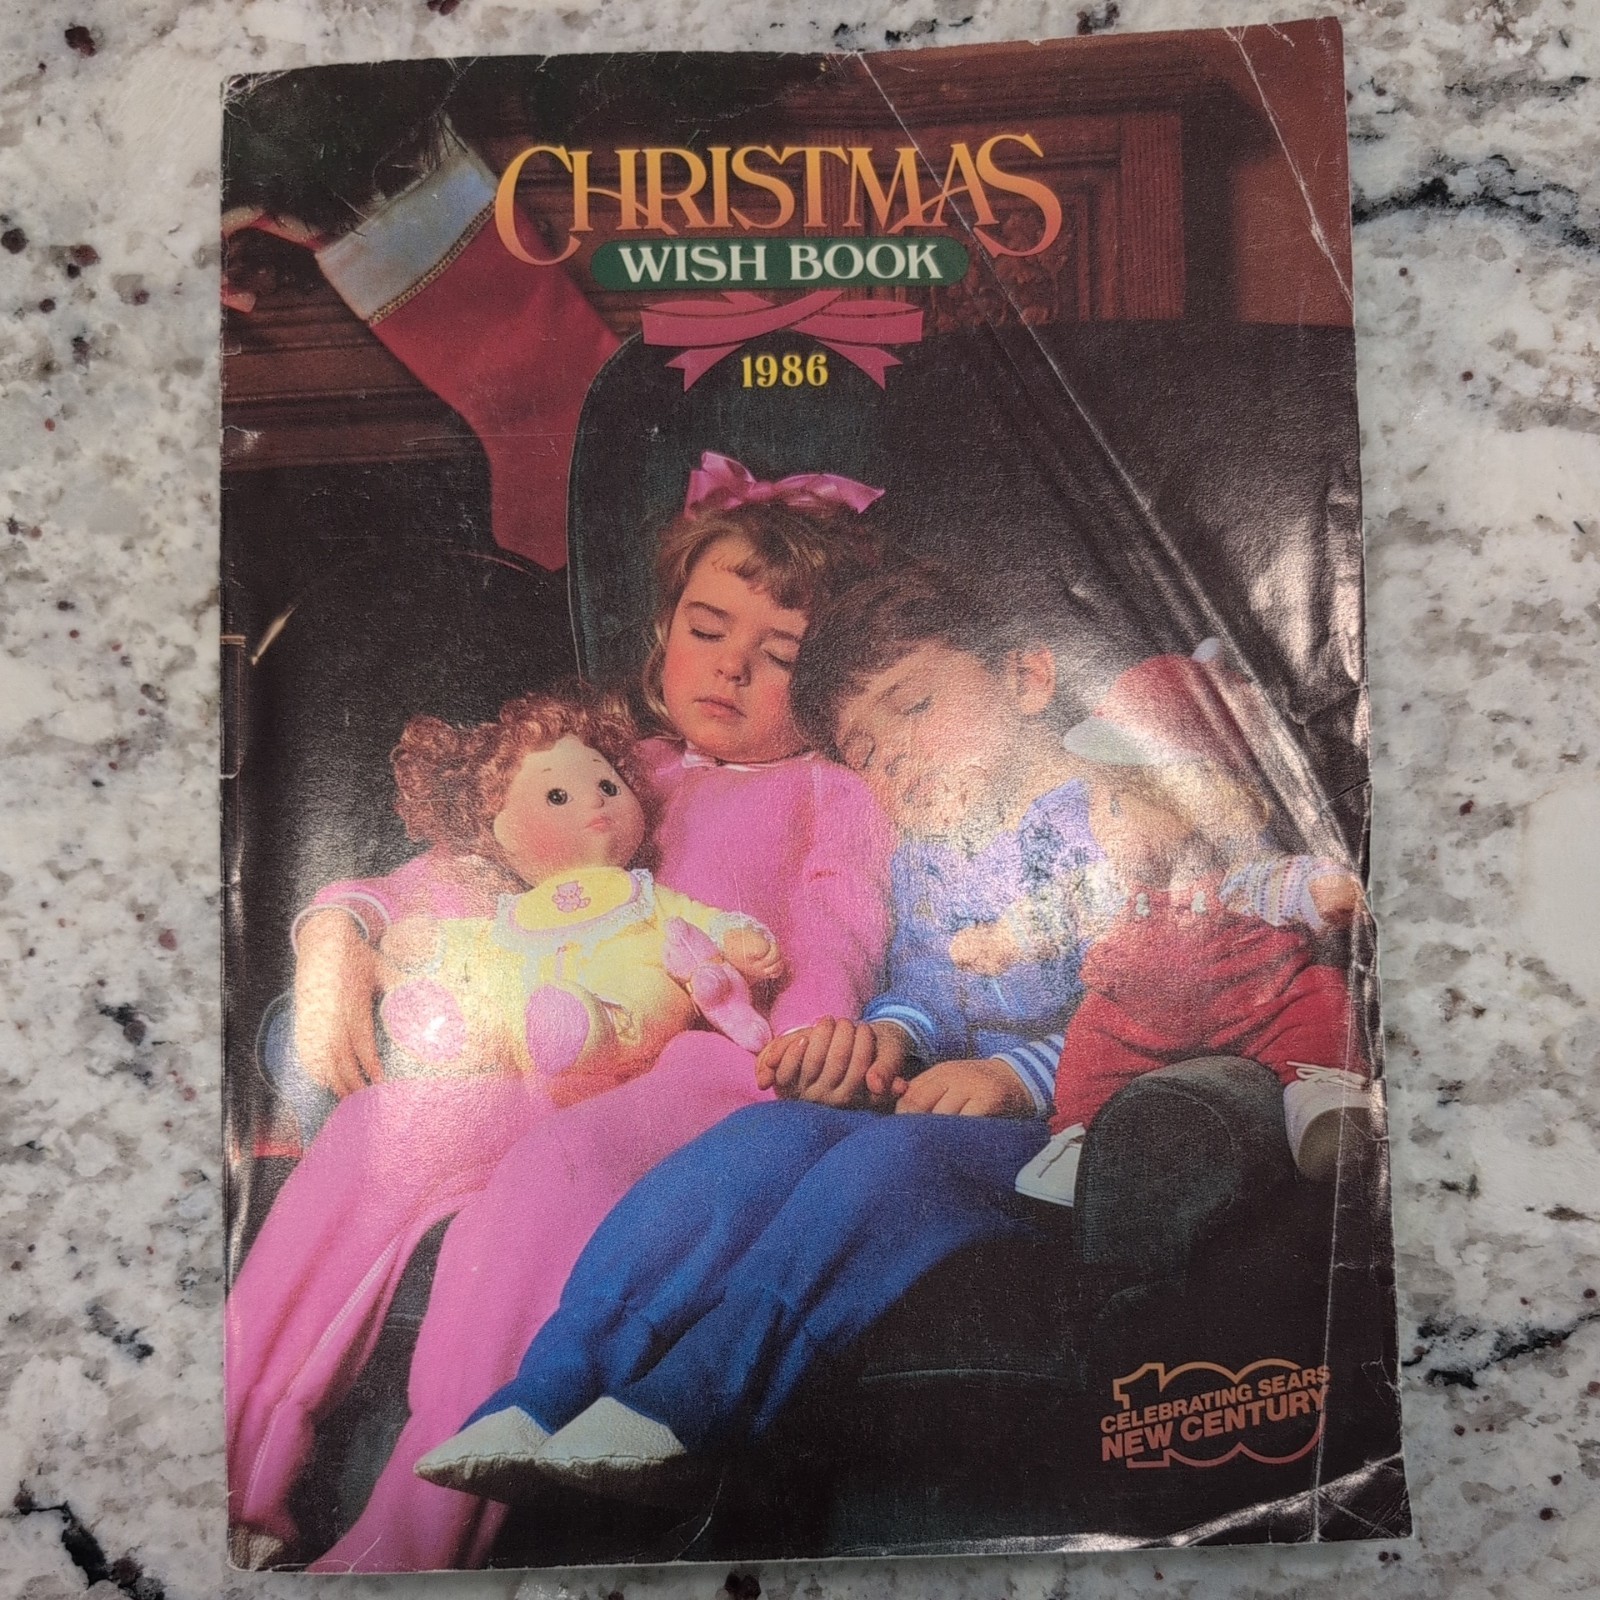 CHRISTMAS
WISH BOOK
1986
100
CELEBRATING SEARS
NEW CENTURY